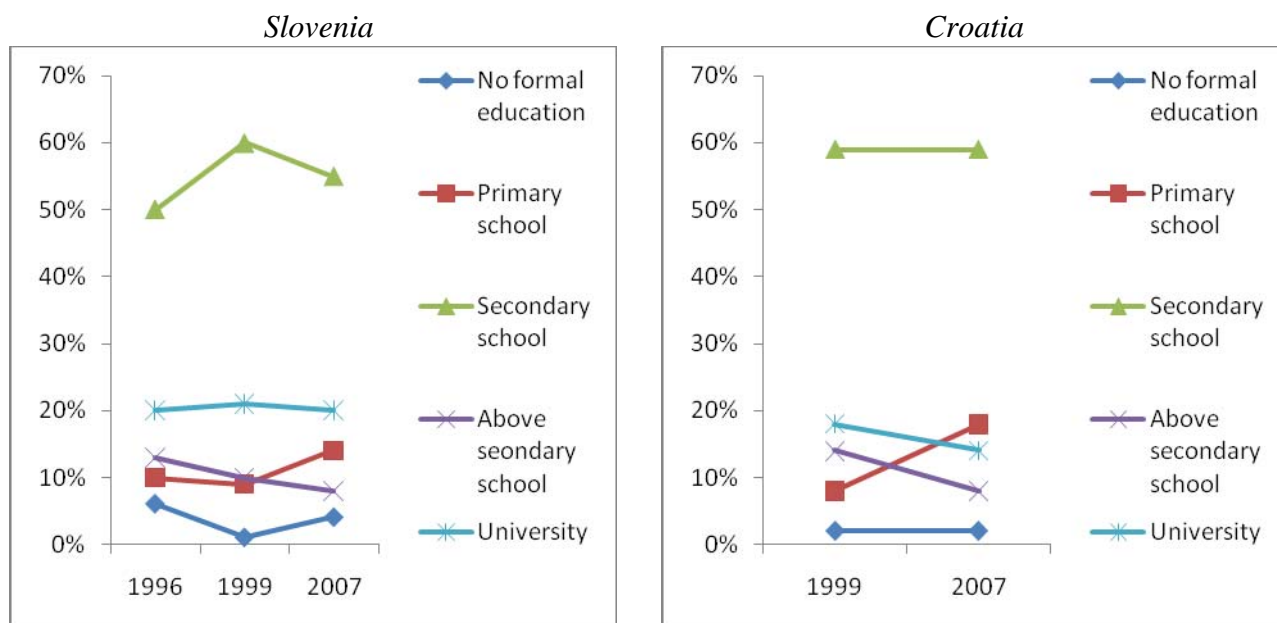 Slovenia
70%
60%
50%
40%
30%
20%
10%
0%
1996
1999
2007
No formal
education
Primary
school
Secondary
school
Above
seondary
school
University
Croatia
70%
60%
50%
40%
30%
20%
10%
0%
1999
2007
No formal
education
Primary
school
Secondary
school
Above
secondary
school
University